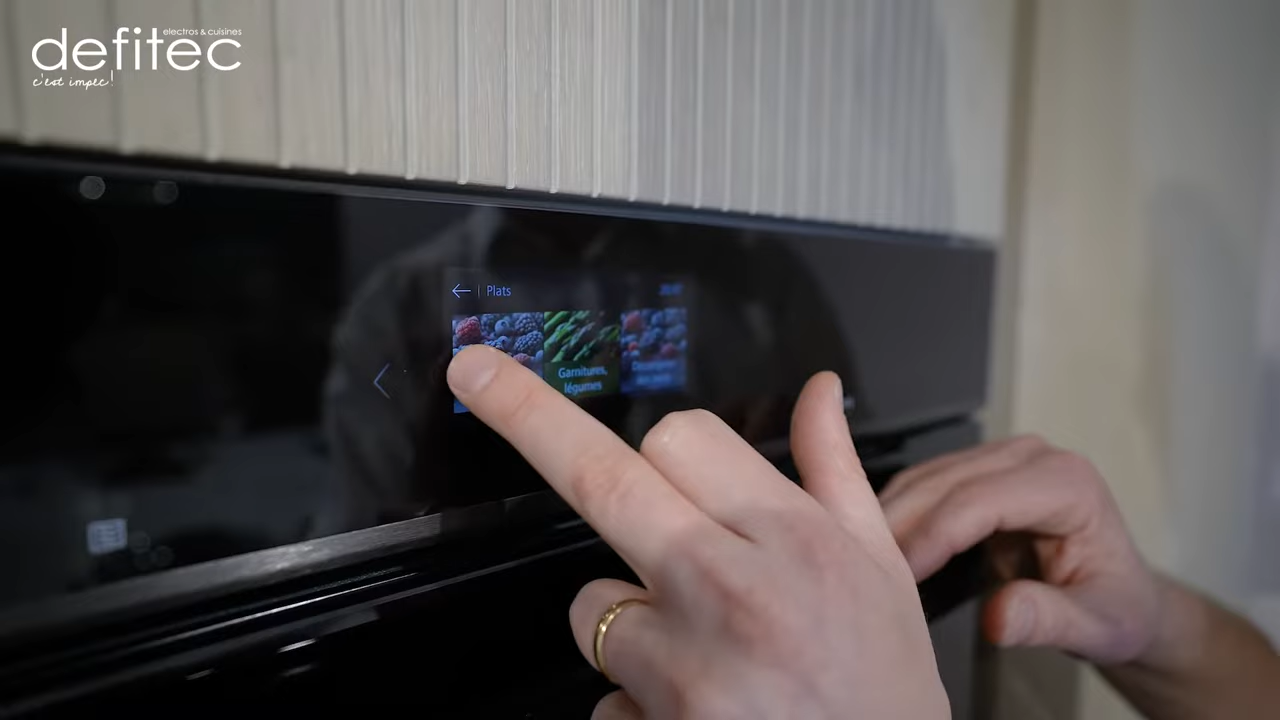 electros & cuisines
defitec
c'est impec!
Plats
Garnitures,
légumes